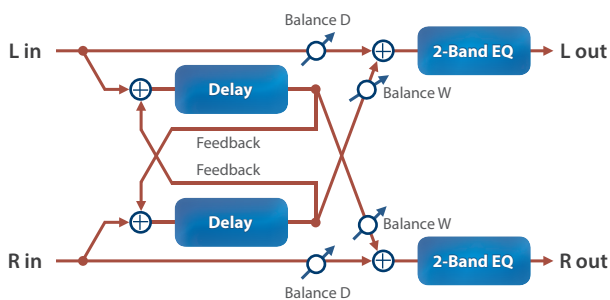 Balance D
L in
2-Band EQ
L out
Delay
Balance W
Feedback
Feedback
Delay
Balance W
R in
2-Band EQ
R out
Balance D